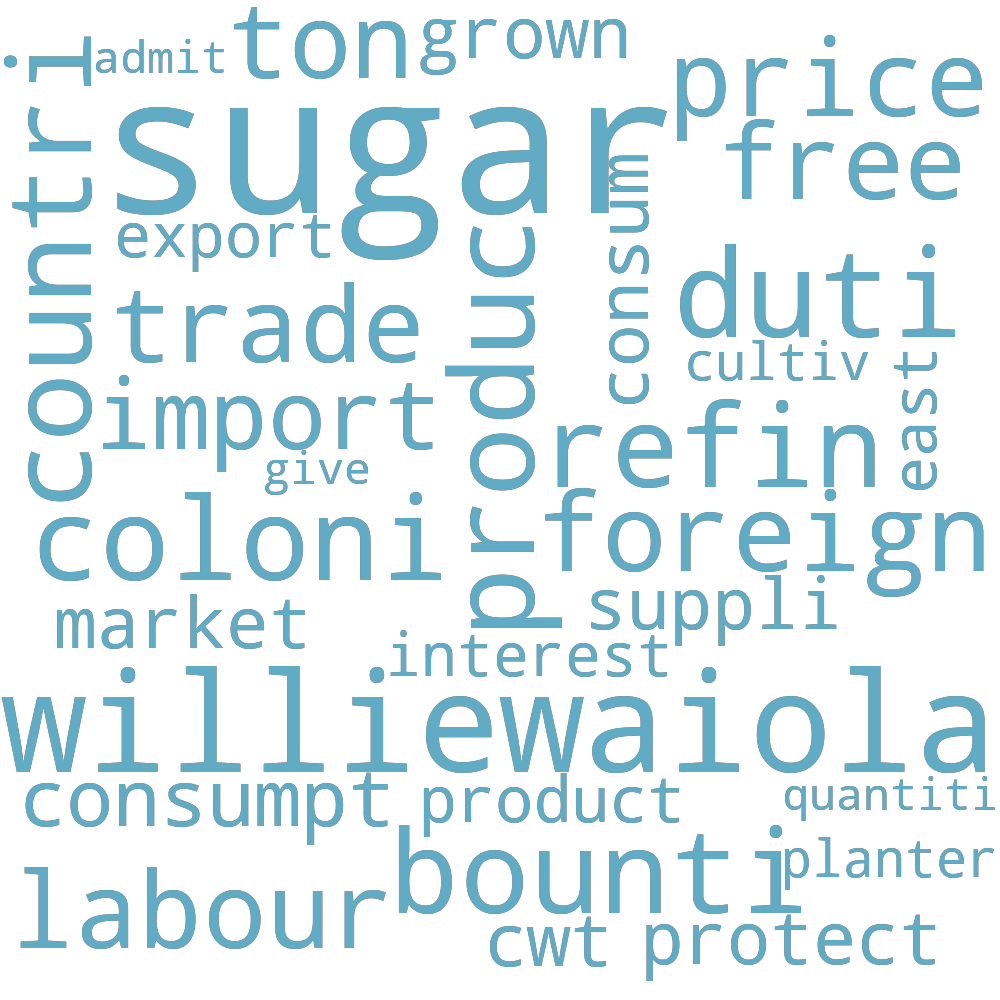 admit
ton
grown
price
countri
sugar
free
consum
export
produc
duti
trade
cultiv
east
import
refin
give
coloni
foreign
market
suppli
interest
williewaiola
consumpt
product
quantiti
bounti
planter
labour
cwt
protect